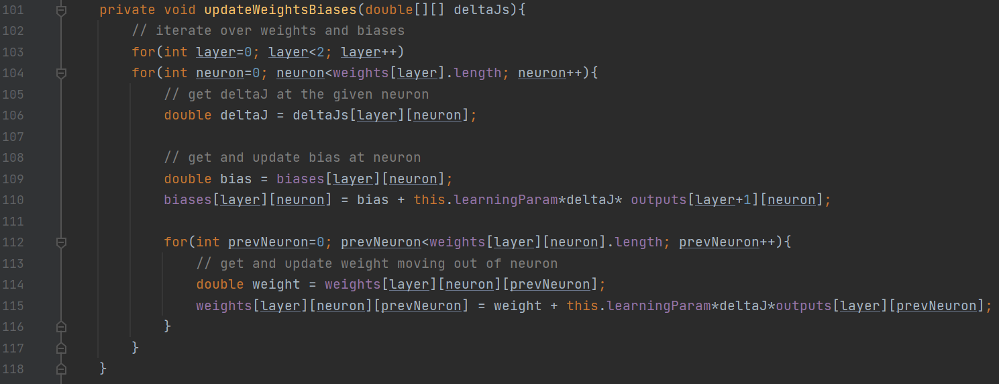 101 private void updateWeightsBiases(double[][] deltaJs){
102 // iterate over weights and biases
103 for(int layer=0; layer<2; layer++)
104 for(int neuron=0; neuron<weights[layer].length; neuron++){
105 // get deltaJ at the given neuron
106 double deltaJ = deltaJs[layer][neuron];
107
108 // get and update bias at neuron
109 double bias = biases[layer][neuron];
110 biases[layer][neuron] = bias + this.learningParam*deltaJ* outputs[layer+1][neuron];
111
112 for(int prevNeuron=0; prevNeuron<weights[layer][neuron].length; prevNeuron++){
113 // get and update weight moving out of neuron
114 double weight = weights[layer][neuron][prevNeuron];
115 weights[layer][neuron][prevNeuron] = weight + this.learningParam*deltaJ*outputs[layer][prevNeuron];
116 }
117 }
118 }